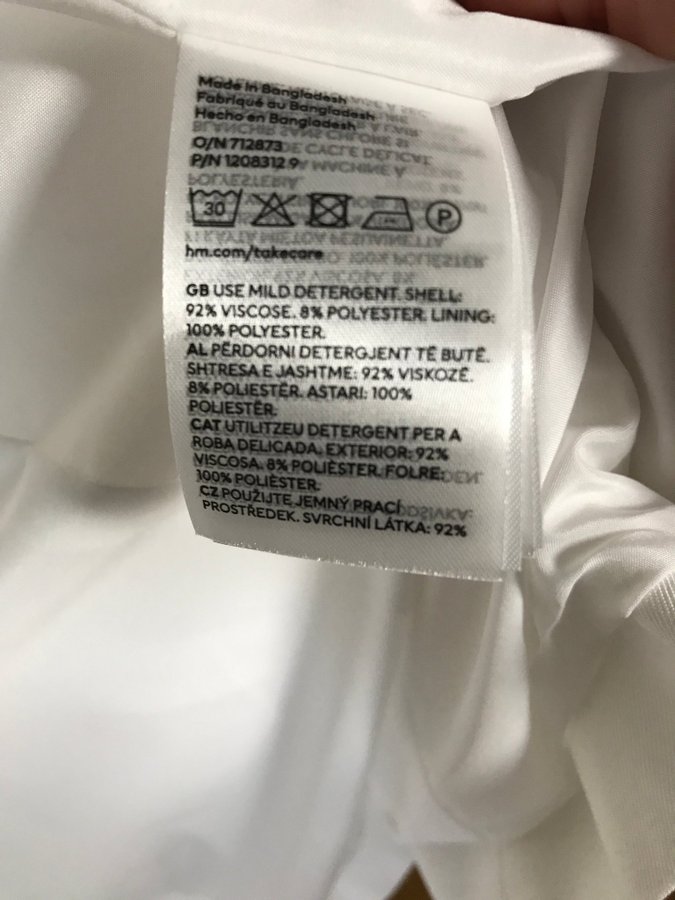 Made in Bangladesh
Fabriqué au Bangladesh
Hecho en Bangladesh
O/N 712873
P/N 1208312 9
30
P
hm.com/takecare
GB USE MILD DETERGENT. SHELL:
92% VISCOSE. 8% POLYESTER. LINING:
100% POLYESTER.
AL PËRDORNI DETERGJENT TË BUTË.
SHTRESA E JASHTME: 92% VISKOZË.
8% POLIESTËR. ASTARI: 100%
POLIESTËR.
CAT UTILITZEU DETERGENT PER A
ROBA DELICADA. EXTERIOR: 92%
VISCOSA. 8% POLIÈSTER. FOLRE:
100% POLIÈSTER.
CZ POUŽIJTE JEMNÝ PRACÍ
PROSTŘEDEK. SVRCHNÍ LÁTKA: 92%